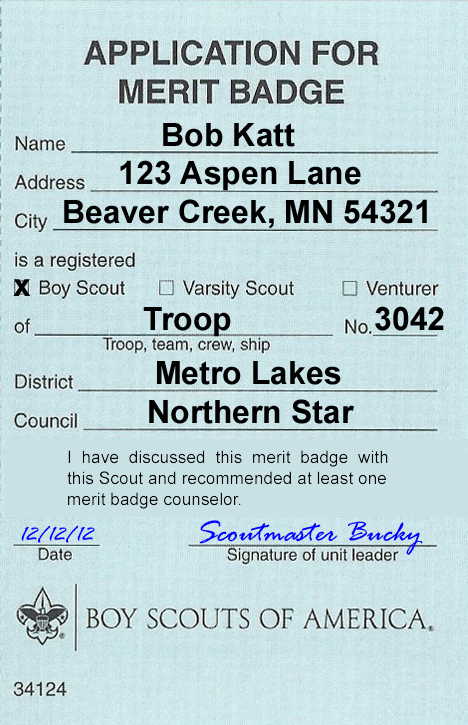 APPLICATION FOR
MERIT BADGE
Name Bob Katt
Address 123 Aspen Lane
City Beaver Creek, MN 54321
is a registered
X Boy Scout Varsity Scout Venturer
of Troop No. 3042
Troop, team, crew, ship
District Metro Lakes
Council Northern Star
I have discussed this merit badge with
this Scout and recommended at least one
merit badge counselor.
12/12/12 Scoutmaster Bucky
Date Signature of unit leader
BOY SCOUTS OF AMERICA®
34124